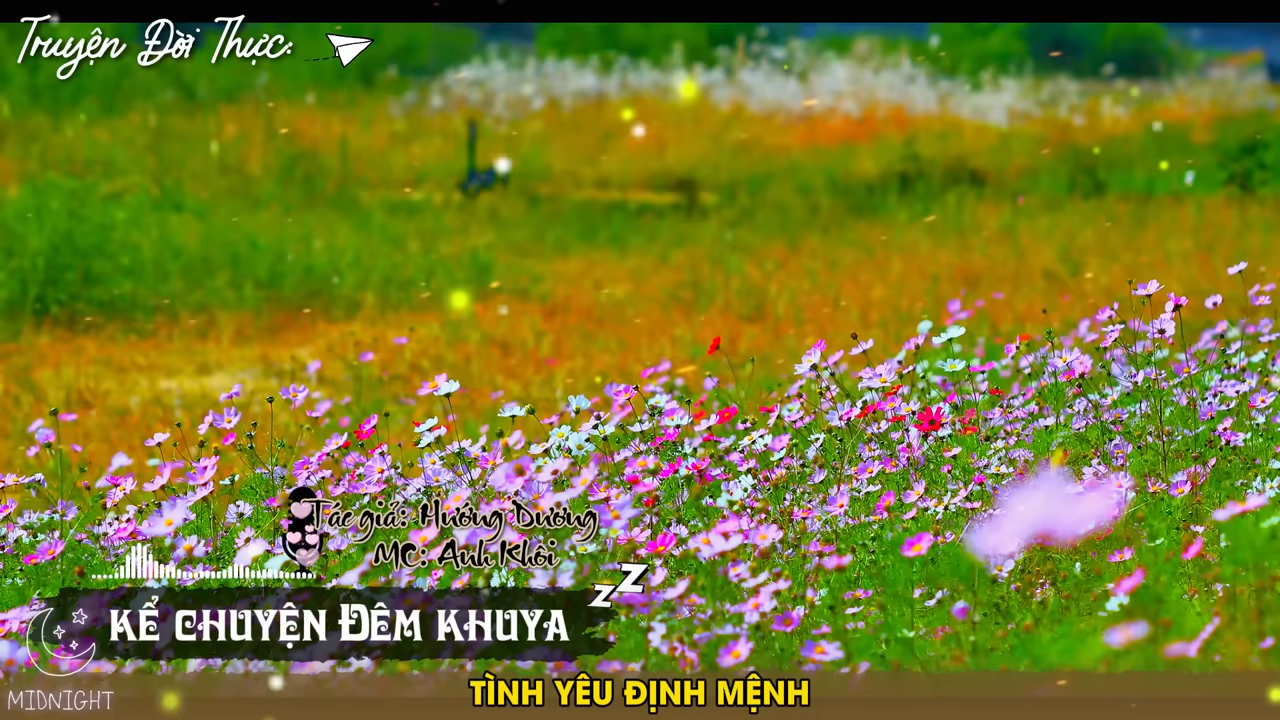 Truyện Đời Thực:
Tác giả: Hướng Dương
MC: Anh Khôi
zz
KỂ CHUYỆN ĐÊM KHUYA
MIDNIGHT
TÌNH YÊU ĐỊNH MỆNH